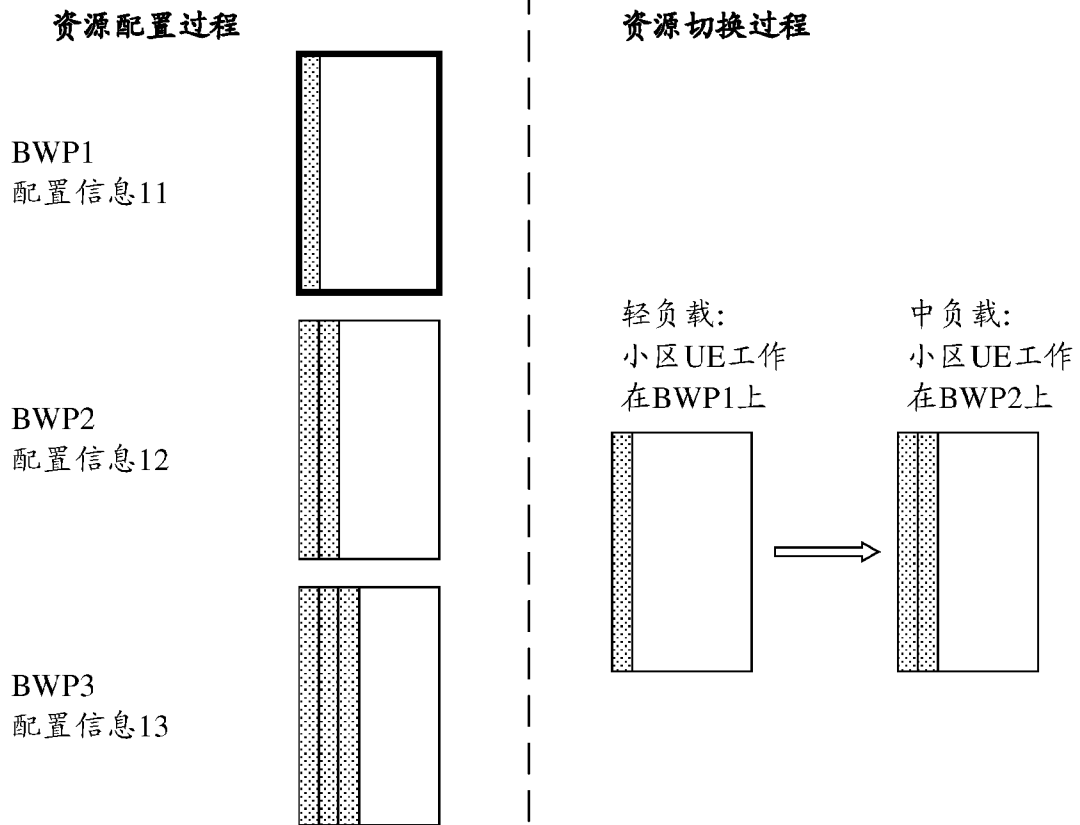 资源配置过程
BWP1
配置信息11
BWP2
配置信息12
BWP3
配置信息13
资源切换过程
轻负载:
小区UE工作
在BWP1上
中负载:
小区UE工作
在BWP2上